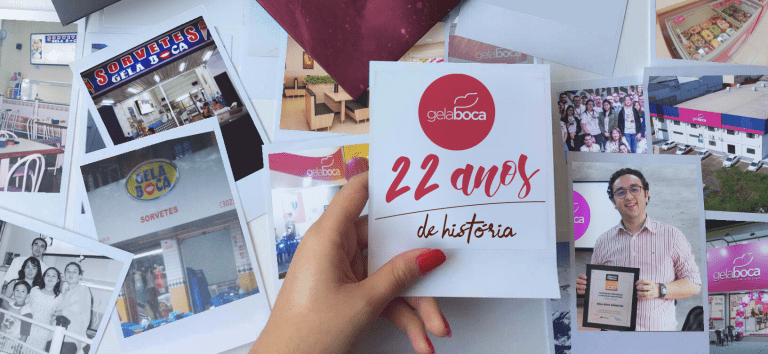 SORVETES
GELA BOCA
GELA
BOCA
SORVETES
gelaboca
gelaboca
22 anos
de história
gelaboca
gelaboca
gelaboca